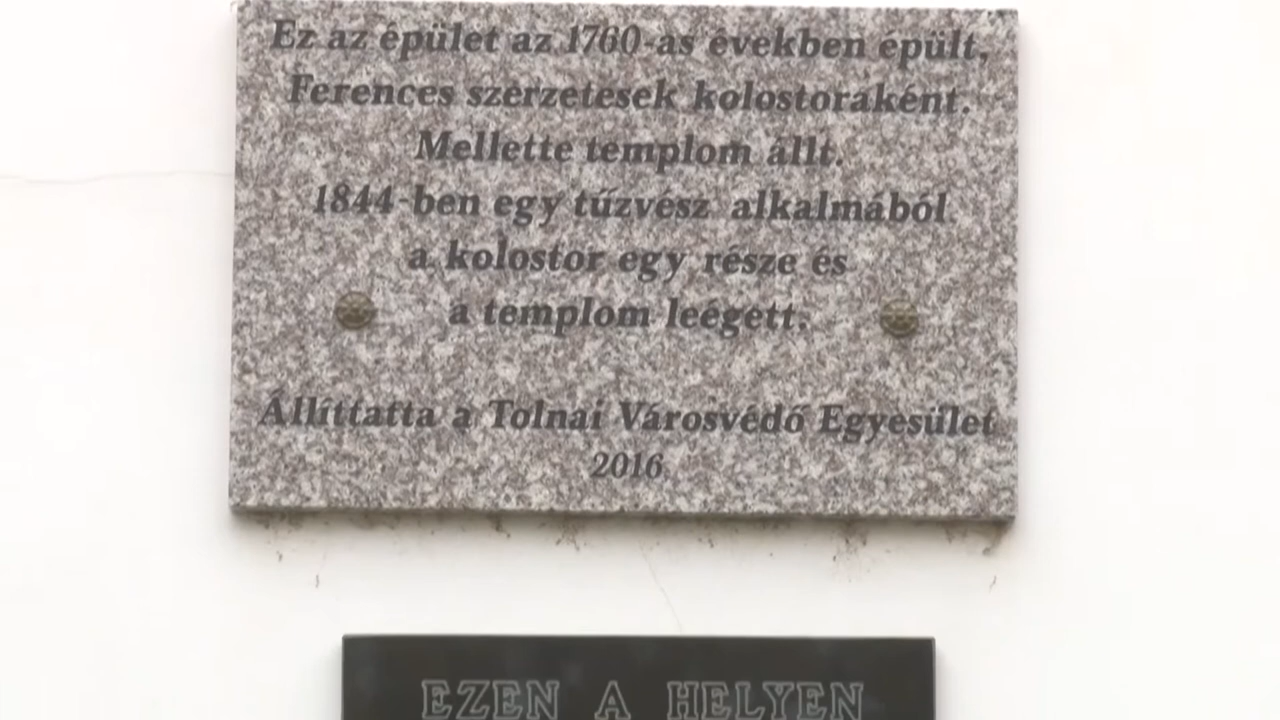 Ez az épület az 1760-as években épült,
Ferences szerzetesek kolostoraként.
Mellette templom állt.
1844-ben egy tűzvész alkalmából
a kolostor egy része és
a templom leégett.
Állíttatta a Tolnai Városvédő Egyesület
2016
EZEN A HELYEN